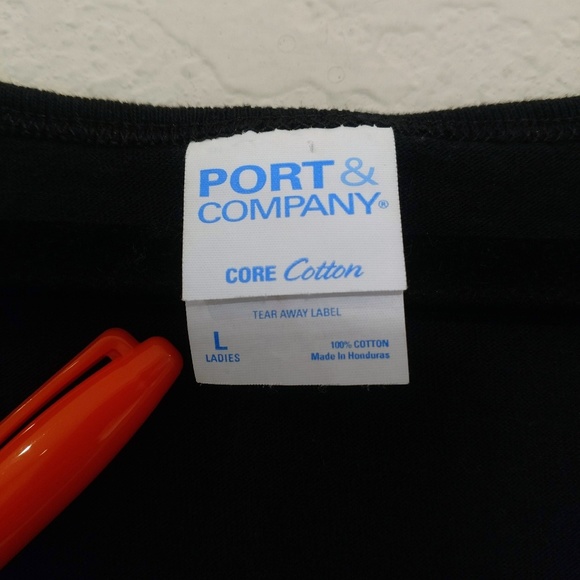 PORT &
COMPANY®
CORE Cotton
TEAR AWAY LABEL
L
LADIES
100% COTTON
Made In Honduras